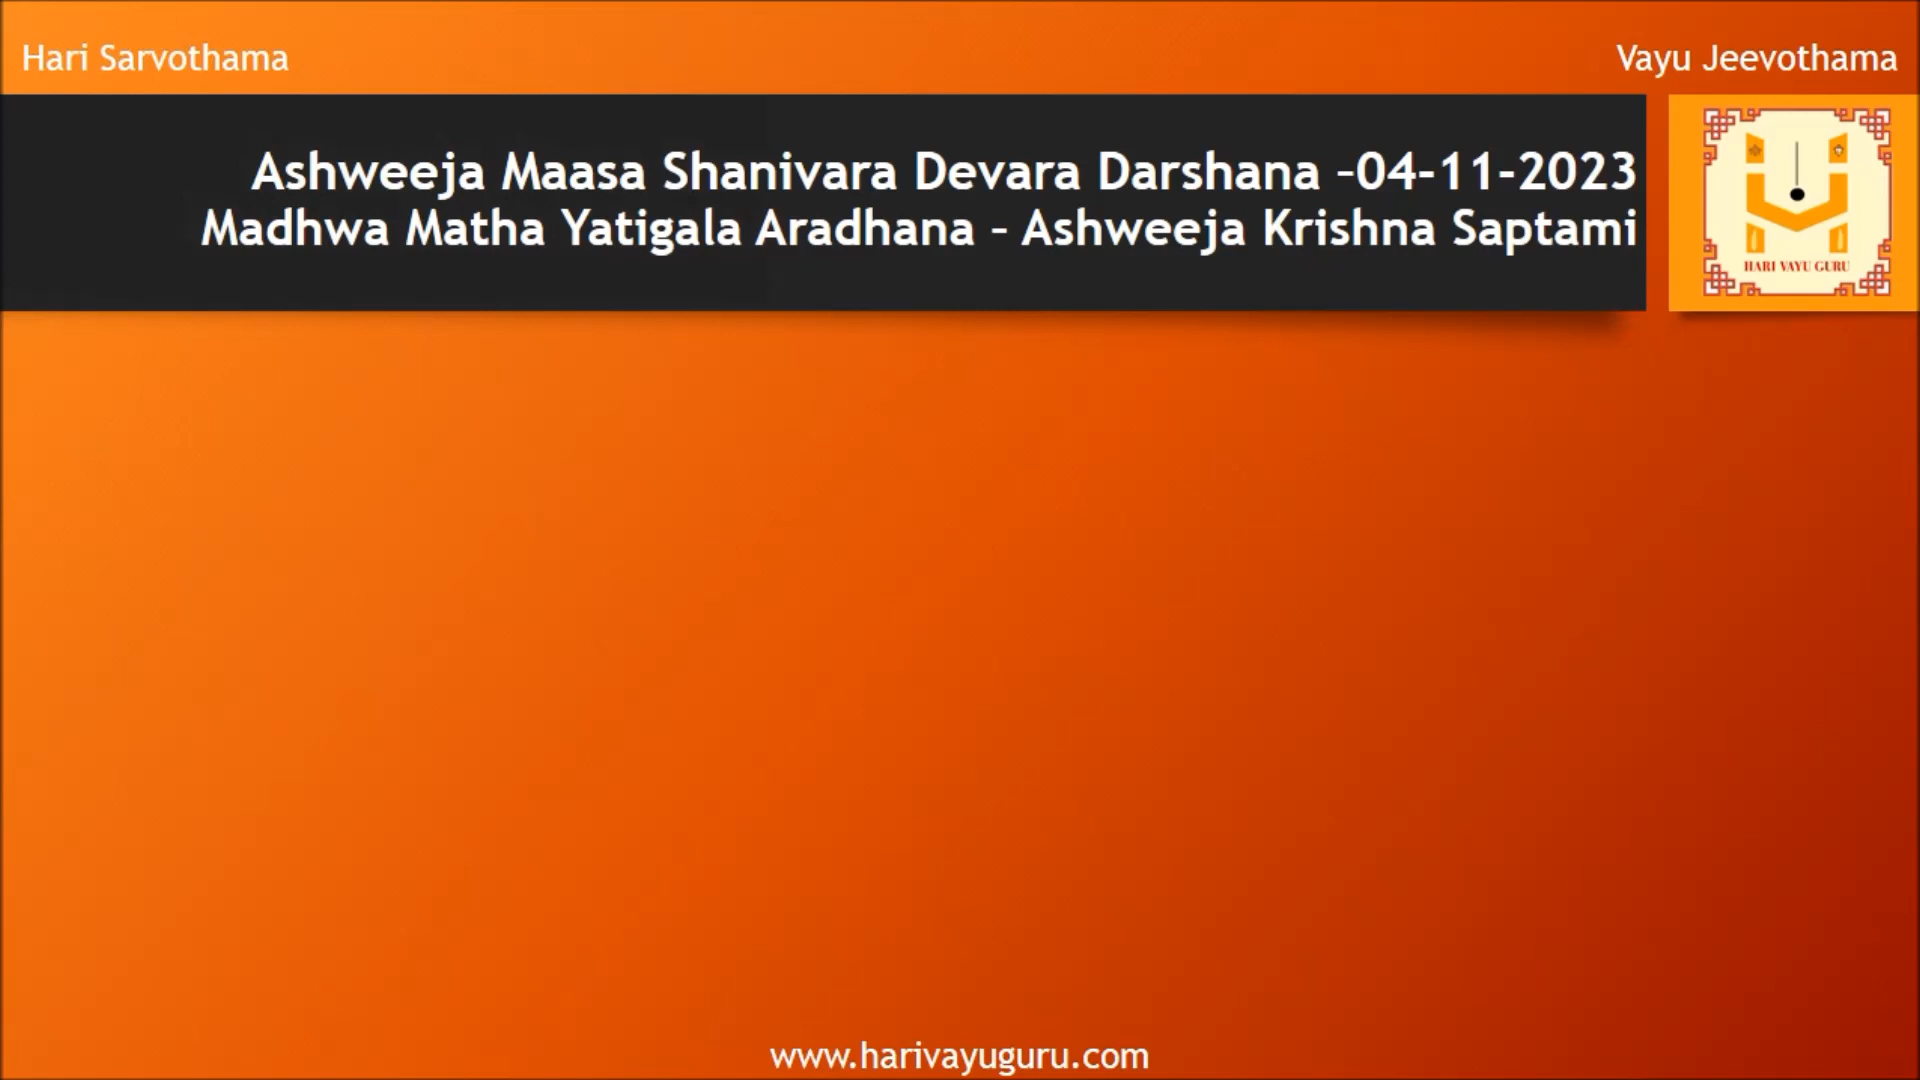 Hari Sarvothama
Vayu Jeevothama
Ashweeja Maasa Shanivara Devara Darshana –04-11-2023
Madhwa Matha Yatigala Aradhana – Ashweeja Krishna Saptami
HARI VAYU GURU
www.harivayuguru.com